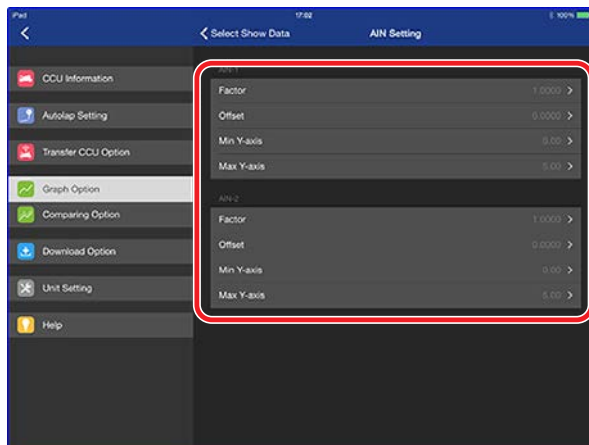 iPad 17:02 100%
Select Show Data AIN Setting
CCU Information
Autolap Setting
Transfer CCU Option
Graph Option
Comparing Option
Download Option
Unit Setting
Help
AIN-1
Factor 1.0000
Offset 0.0000
Min Y-axis 0.00
Max Y-axis 5.00
AIN-2
Factor 1.0000
Offset 0.0000
Min Y-axis 0.00
Max Y-axis 5.00